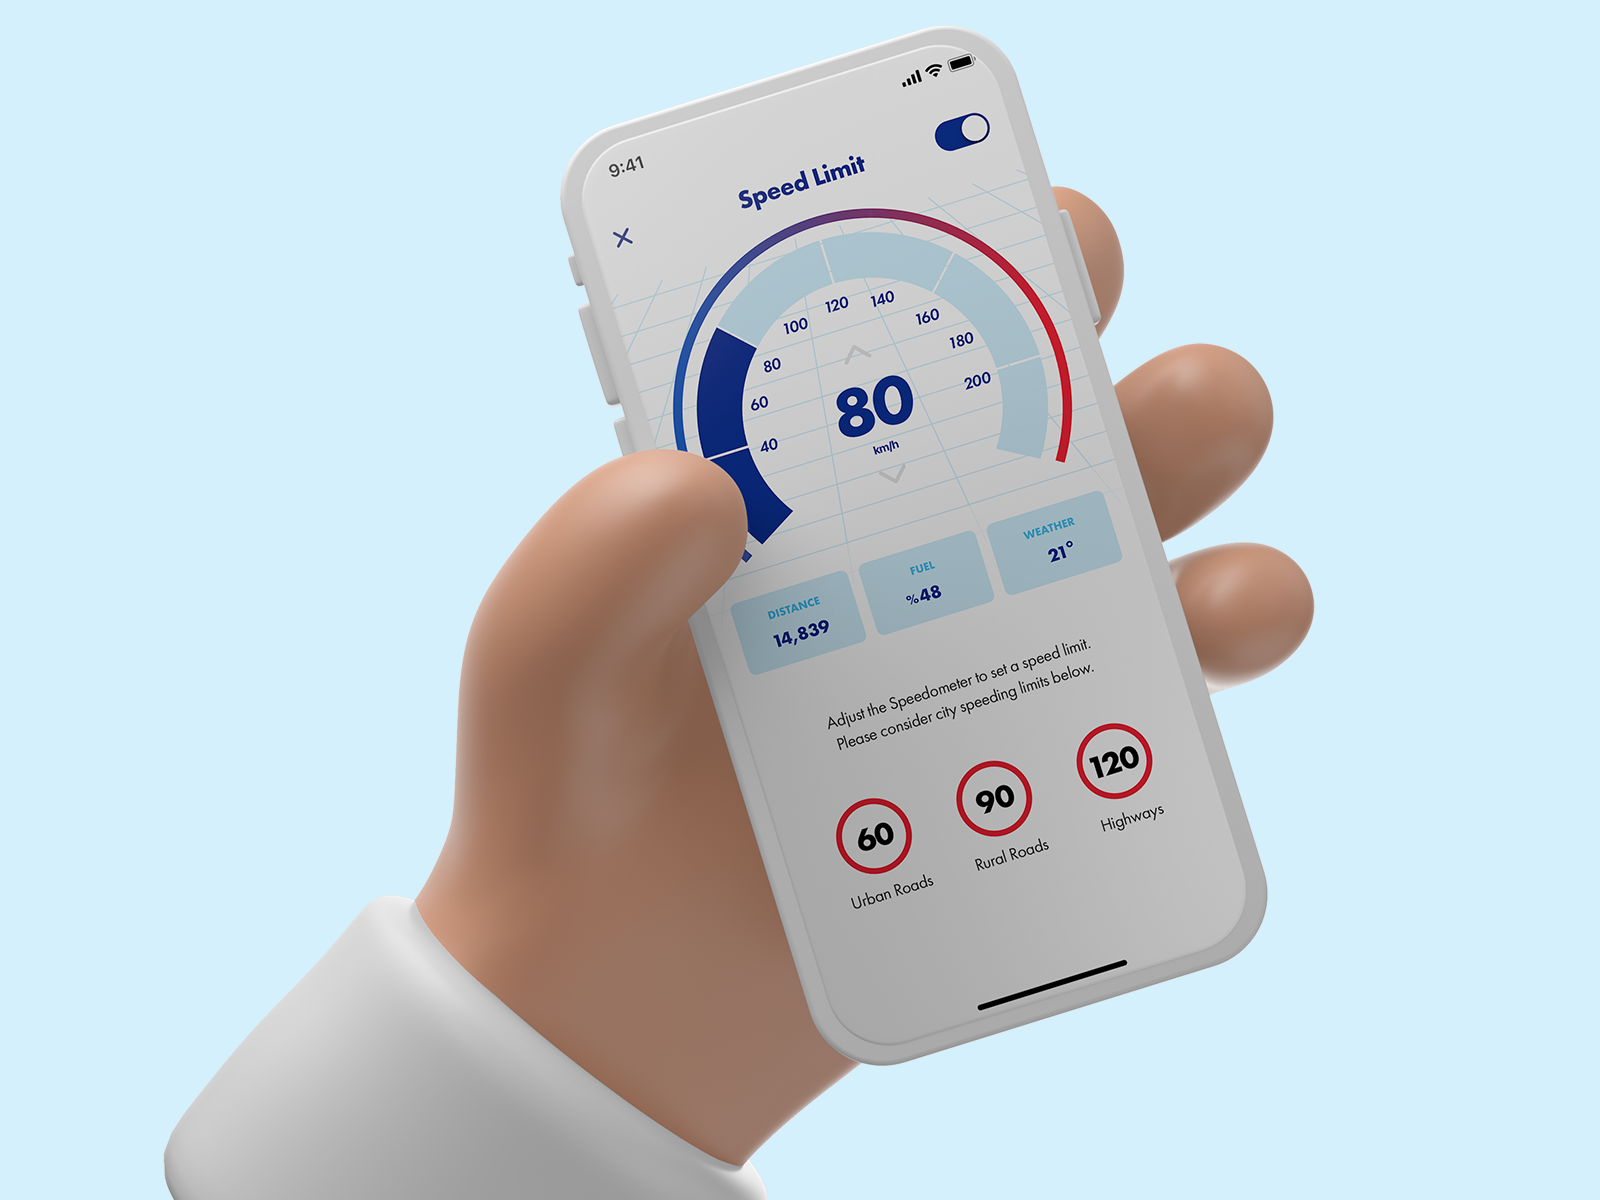 9:41
Speed Limit
40
60
80
100
120
140
160
180
200
80
km/h
DISTANCE
14,839
FUEL
%48
WEATHER
21°
Adjust the Speedometer to set a speed limit.
Please consider city speeding limits below.
60
Urban Roads
90
Rural Roads
120
Highways